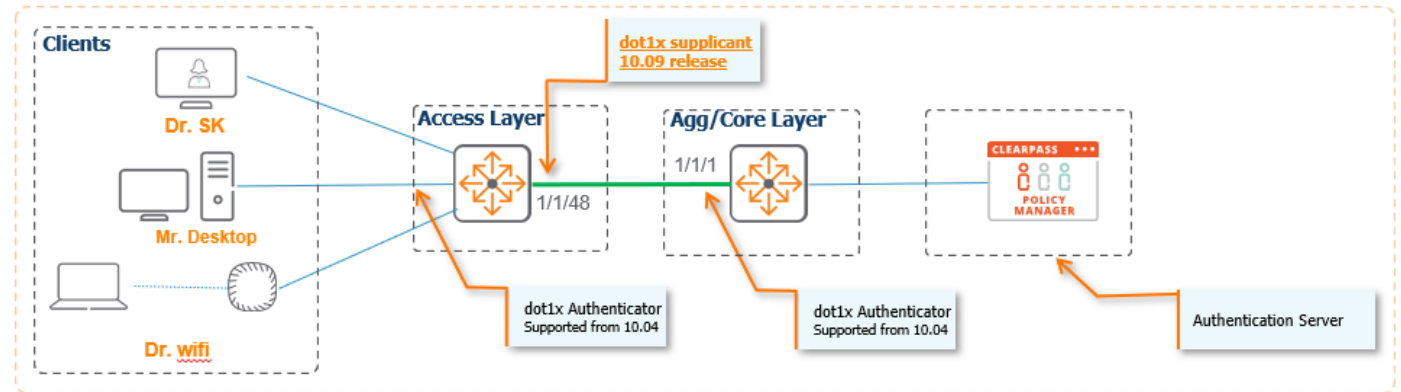 Clients
Dr. SK
Mr. Desktop
Dr. wifi
dot1x supplicant
10.09 release
Access Layer
1/1/48
dot1x Authenticator
Supported from 10.04
Agg/Core Layer
1/1/1
dot1x Authenticator
Supported from 10.04
CLEARPASS
POLICY
MANAGER
Authentication Server